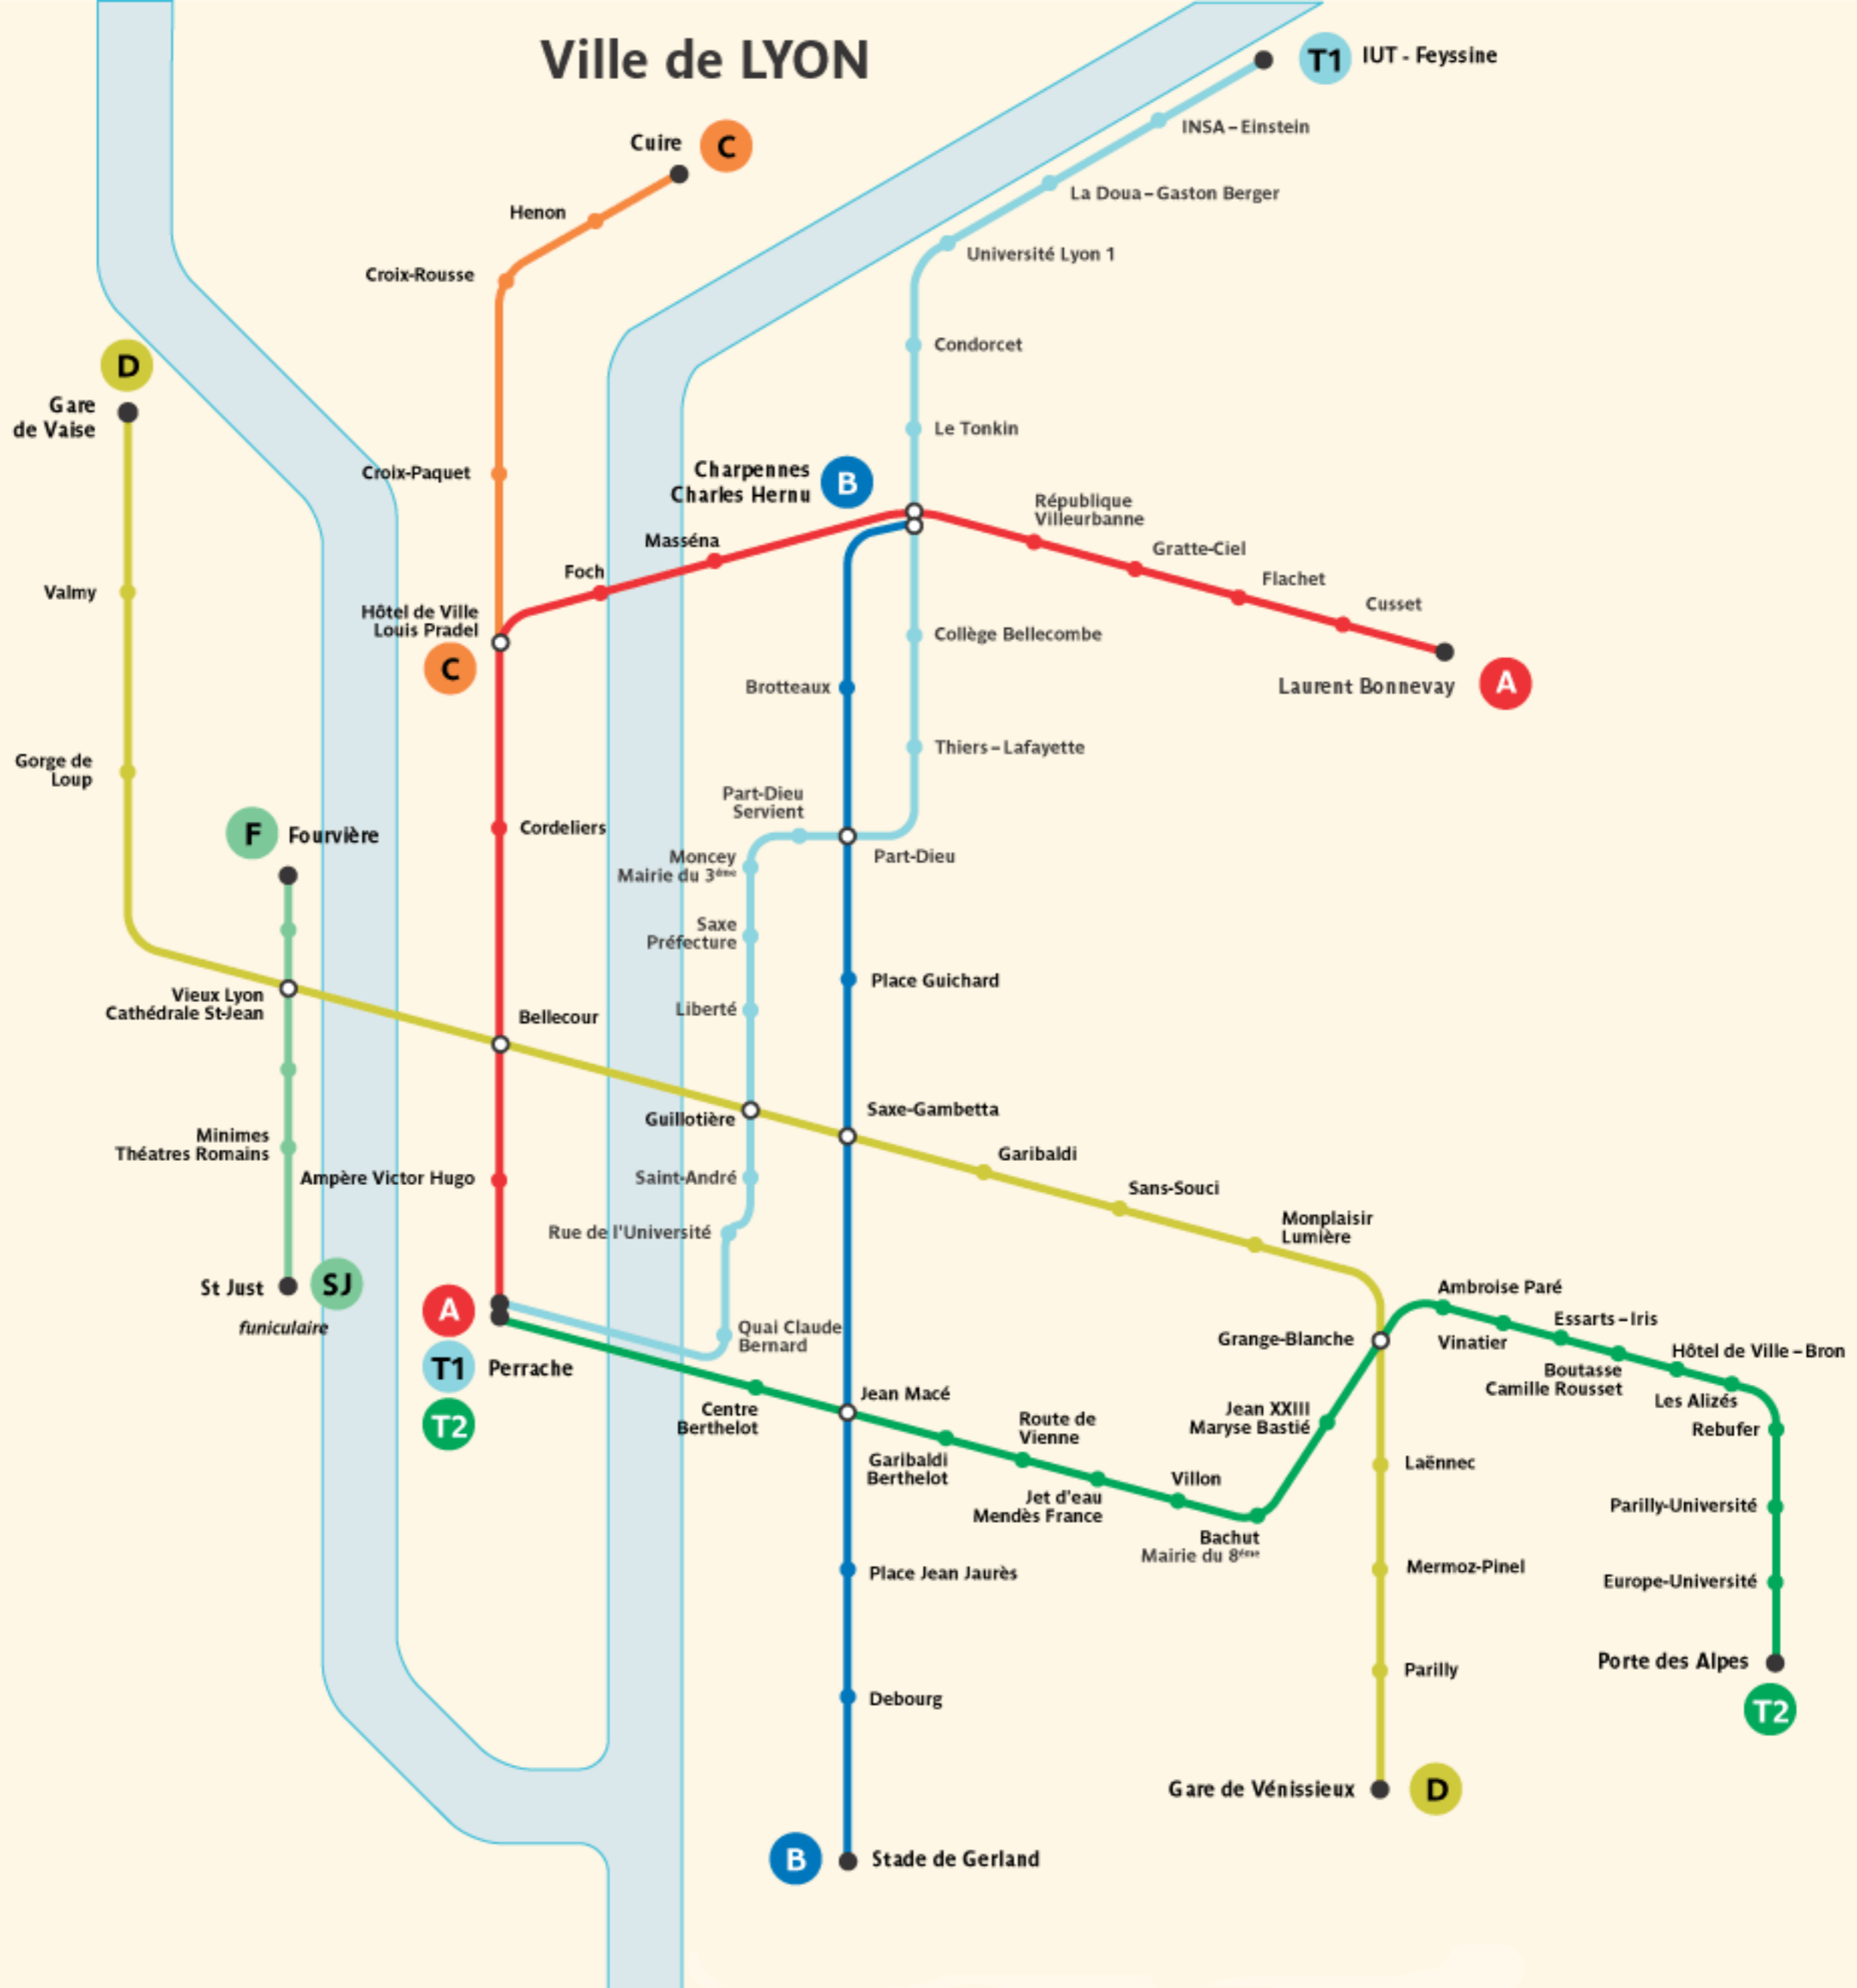 Ville de LYON
T1
IUT - Feyssine
INSA – Einstein
La Doua – Gaston Berger
Université Lyon 1
Condorcet
Le Tonkin
Cuire
C
Henon
Croix-Rousse
Croix-Paquet
D
Gare
de Vaise
Valmy
Gorge de
Loup
Charpennes
Charles Hernu
B
République
Villeurbanne
Gratte-Ciel
Flachet
Cusset
Laurent Bonnevay
A
Masséna
Foch
Hôtel de Ville
Louis Pradel
C
Collège Bellecombe
Brotteaux
Thiers – Lafayette
Part-Dieu
Servient
Part-Dieu
Moncey
Mairie du 3ème
Saxe
Préfecture
Liberté
Place Guichard
Cordeliers
F
Fourvière
Vieux Lyon
Cathédrale St-Jean
Bellecour
Guillotière
Saxe-Gambetta
Garibaldi
Sans-Souci
Monplaisir
Lumière
Minimes
Théatres Romains
Ampère Victor Hugo
Saint-André
Rue de l'Université
St Just
SJ
funiculaire
A
T1
Perrache
T2
Quai Claude
Bernard
Centre
Berthelot
Jean Macé
Garibaldi
Berthelot
Route de
Vienne
Jet d'eau
Mendès France
Villon
Bachut
Mairie du 8ème
Jean XXIII
Maryse Bastié
Grange-Blanche
Ambroise Paré
Vinatier
Essarts – Iris
Boutasse
Camille Rousset
Hôtel de Ville – Bron
Les Alizés
Rebufer
Parilly-Université
Europe-Université
Porte des Alpes
T2
Laënnec
Mermoz-Pinel
Parilly
Gare de Vénissieux
D
Place Jean Jaurès
Debourg
B
Stade de Gerland